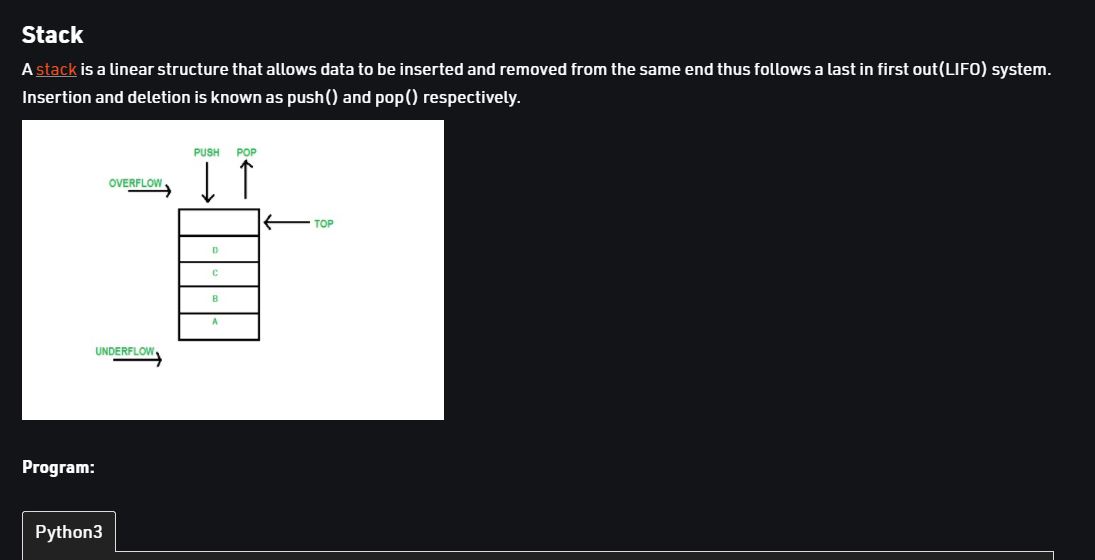 Stack
A stack is a linear structure that allows data to be inserted and removed from the same end thus follows a last in first out(LIFO) system.
Insertion and deletion is known as push() and pop() respectively.
PUSH POP
OVERFLOW
TOP
D
C
B
A
UNDERFLOW
Program:
Python3